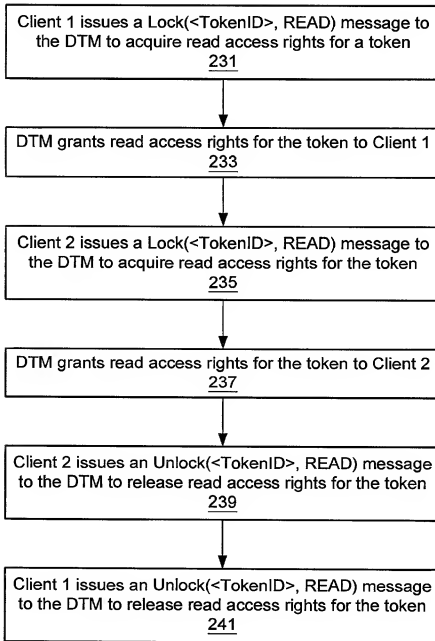 Client 1 issues a Lock(<TokenID>, READ) message to
the DTM to acquire read access rights for a token
231
DTM grants read access rights for the token to Client 1
233
Client 2 issues a Lock(<TokenID>, READ) message to
the DTM to acquire read access rights for the token
235
DTM grants read access rights for the token to Client 2
237
Client 2 issues an Unlock(<TokenID>, READ) message
to the DTM to release read access rights for the token
239
Client 1 issues an Unlock(<TokenID>, READ) message
to the DTM to release read access rights for the token
241